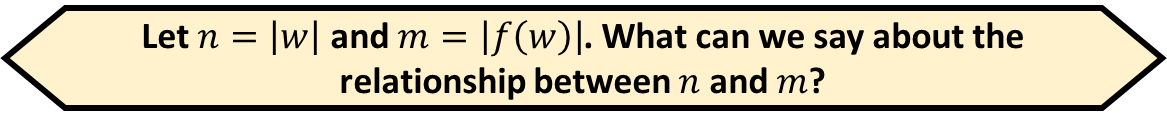 Let n = |w| and m = |f(w)|. What can we say about the
relationship between n and m?